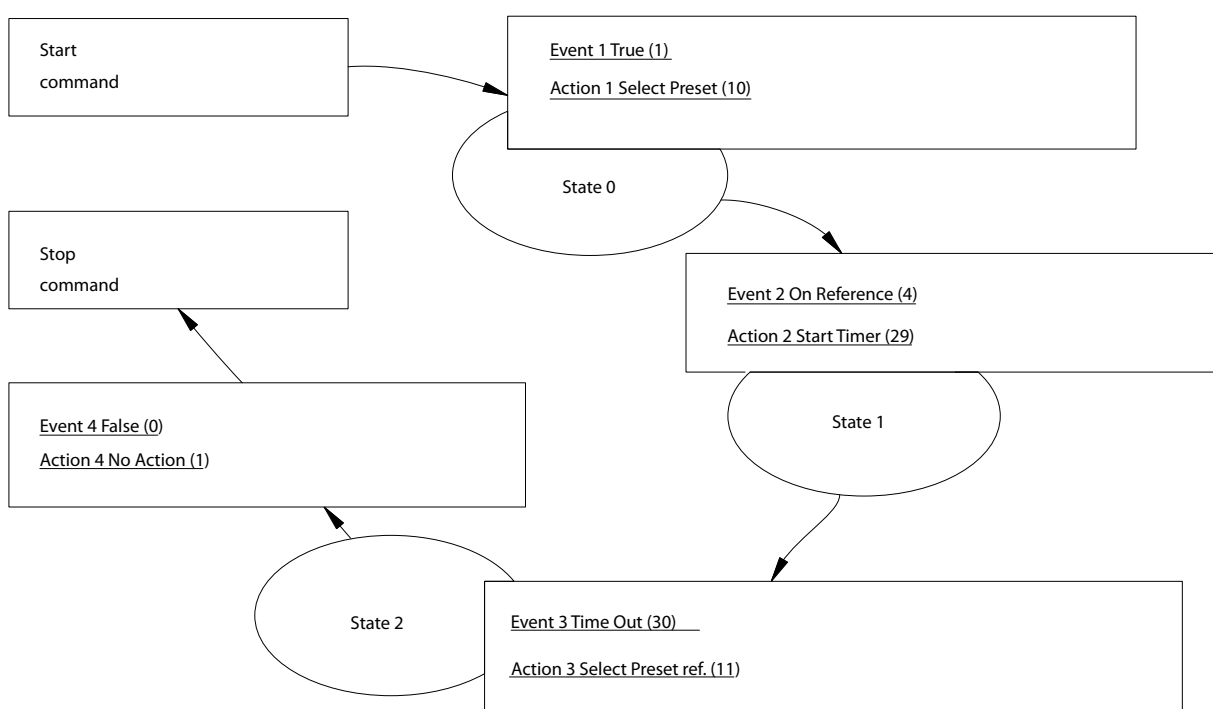 Start
command
Event 1 True (1)
Action 1 Select Preset (10)
State 0
Stop
command
Event 2 On Reference (4)
Action 2 Start Timer (29)
State 1
Event 4 False (0)
Action 4 No Action (1)
State 2
Event 3 Time Out (30)
Action 3 Select Preset ref. (11)